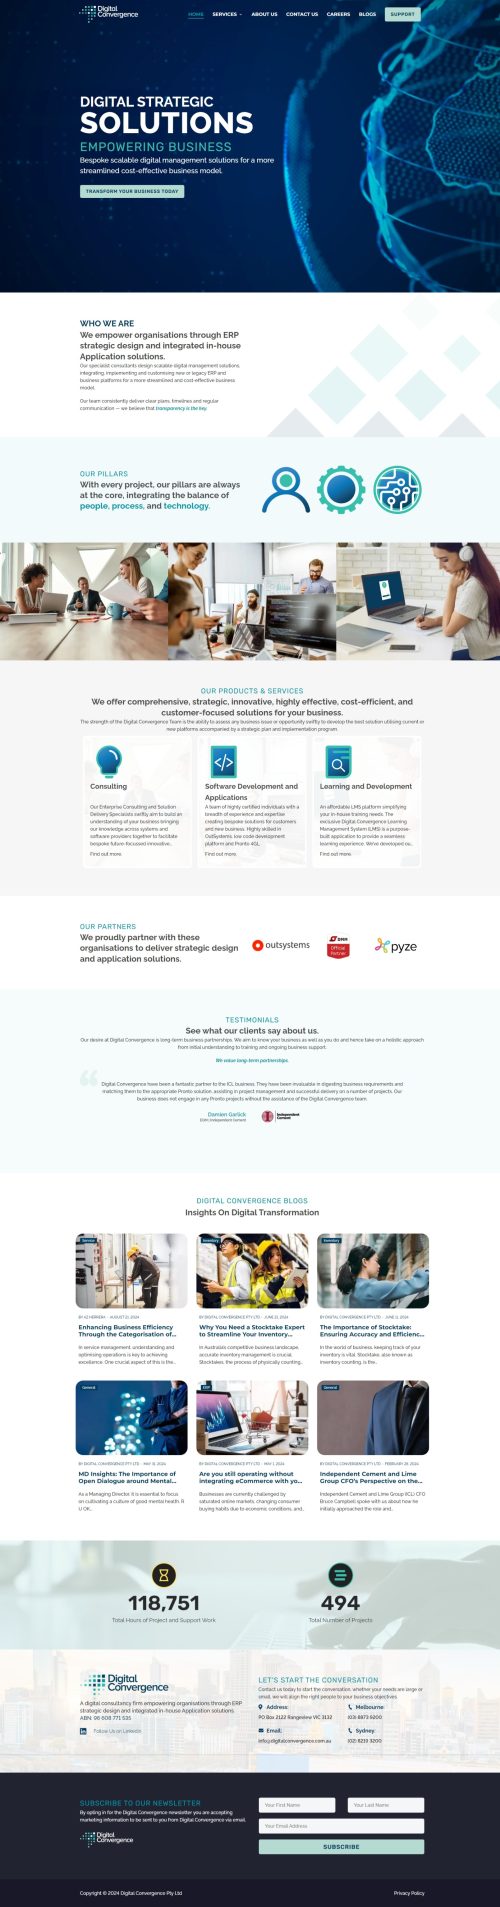 Digital
Convergence
HOME SERVICES ABOUT US CONTACT US CAREERS BLOGS SUPPORT
DIGITAL STRATEGIC
SOLUTIONS
EMPOWERING BUSINESS
Bespoke scalable digital management solutions for a more
streamlined cost-effective business model.
TRANSFORM YOUR BUSINESS TODAY
WHO WE ARE
We empower organisations through ERP
strategic design and integrated in-house
Application solutions.
Our specialist consultants design scalable digital management solutions,
integrating, implementing and customising new or legacy ERP and
business platforms for a more streamlined and cost-effective business
model.
Our team consistently deliver clear plans, timelines and regular
communication — we believe that transparency is the key.
OUR PILLARS
With every project, our pillars are always
at the core, integrating the balance of
people, process, and technology.
OUR PRODUCTS & SERVICES
We offer comprehensive, strategic, innovative, highly effective, cost-efficient, and
customer-focused solutions for your business.
The strength of the Digital Convergence Team is the ability to assess any business issue or opportunity swiftly to develop the best solution utilising current or
new platforms accompanied by a strategic plan and implementation program.
Consulting
Our Enterprise Consulting and Solution
Delivery Specialists swiftly aim to build an
understanding of your business bringing
our knowledge across systems and
software providers together to facilitate
bespoke future-focussed innovative...
Find out more.
Software Development and
Applications
A team of highly certified individuals with a
breadth of experience and expertise
creating bespoke solutions for customers
and new business. Highly skilled in
OutSystems, low code development
platform and Pronto 4GL.
Find out more.
Learning and Development
An affordable LMS platform simplifying
your in-house training needs. The
exclusive Digital Convergence Learning
Management System (LMS) is a purpose-
built application to provide a seamless
learning experience. We've developed ou...
Find out more.
OUR PARTNERS
We proudly partner with these
organisations to deliver strategic design
and application solutions.
outsystems
Official
Partner
pyze
TESTIMONIALS
See what our clients say about us.
Our desire at Digital Convergence is long-term business partnerships. We aim to know your business as well as you do and hence take on a holistic approach
from initial understanding to training and ongoing business support.
We value long-term partnerships.
Digital Convergence have been a fantastic partner to the ICL business. They have been invaluable in digesting business requirements and
matching them to the appropriate Pronto solution, assisting in project management and successful delivery on a number of projects. Our
business does not engage in any Pronto projects without the assistance of the Digital Convergence team.
Damien Garlick
Independent Cement
Independent
Cement
DIGITAL CONVERGENCE BLOGS
Insights On Digital Transformation
Service
BY AZ HERRERA - AUGUST 21, 2024
Enhancing Business Efficiency
Through the Categorisation of...
In service management, understanding and
optimising operations is key to achieving
excellence. One crucial aspect of this is the...
Inventory
BY DIGITAL CONVERGENCE PTY LTD - JUNE 23, 2024
Why You Need a Stocktake Expert
to Streamline Your Inventory...
In Australia's competitive business landscape,
accurate inventory management is crucial.
Stocktakes, the process of physically counting...
Inventory
BY DIGITAL CONVERGENCE PTY LTD - JUNE 11, 2024
The Importance of Stocktake:
Ensuring Accuracy and Efficienc...
In the world of business, keeping track of your
inventory is vital. Stocktake, also known as
inventory counting, is the...
General
BY DIGITAL CONVERGENCE PTY LTD - MAY 15, 2024
MD Insights: The Importance of
Open Dialogue around Mental...
As a Managing Director, it is essential to focus
on cultivating a culture of good mental health. R
U OK...
ERP
BY DIGITAL CONVERGENCE PTY LTD - MAY 1, 2024
Are you still operating without
integrating eCommerce with yo...
Businesses are currently challenged by
saturated online markets, changing consumer
buying habits due to economic conditions, and...
General
BY DIGITAL CONVERGENCE PTY LTD - FEBRUARY 28, 2024
Independent Cement and Lime
Group CFO's Perspective on the...
Independent Cement and Lime Group (ICL) CFO
Bruce Campbell spoke with us about how he
initially approached the role and...
118,751
Total Hours of Project and Support Work
494
Total Number of Projects
Digital
Convergence
A digital consultancy firm empowering organisations through ERP
strategic design and integrated in-house Application solutions.
ABN: 98 608 771 635
Follow Us on LinkedIn
LET'S START THE CONVERSATION
Contact us today to start the conversation, whether your needs are large or
small, we will align the right people to your business objectives.
Address:
PO Box 2122 Rangeview VIC 3132
Melbourne:
(03) 8873 9200
Email:
info@digitalconvergence.com.au
Sydney:
(02) 8210 3200
SUBSCRIBE TO OUR NEWSLETTER
By opting in for the Digital Convergence newsletter you are accepting
marketing information to be sent to you from Digital Convergence via email.
Digital
Convergence
Your First Name
Your Last Name
Your Email Address
SUBSCRIBE
Copyright © 2024 Digital Convergence Pty Ltd
Privacy Policy